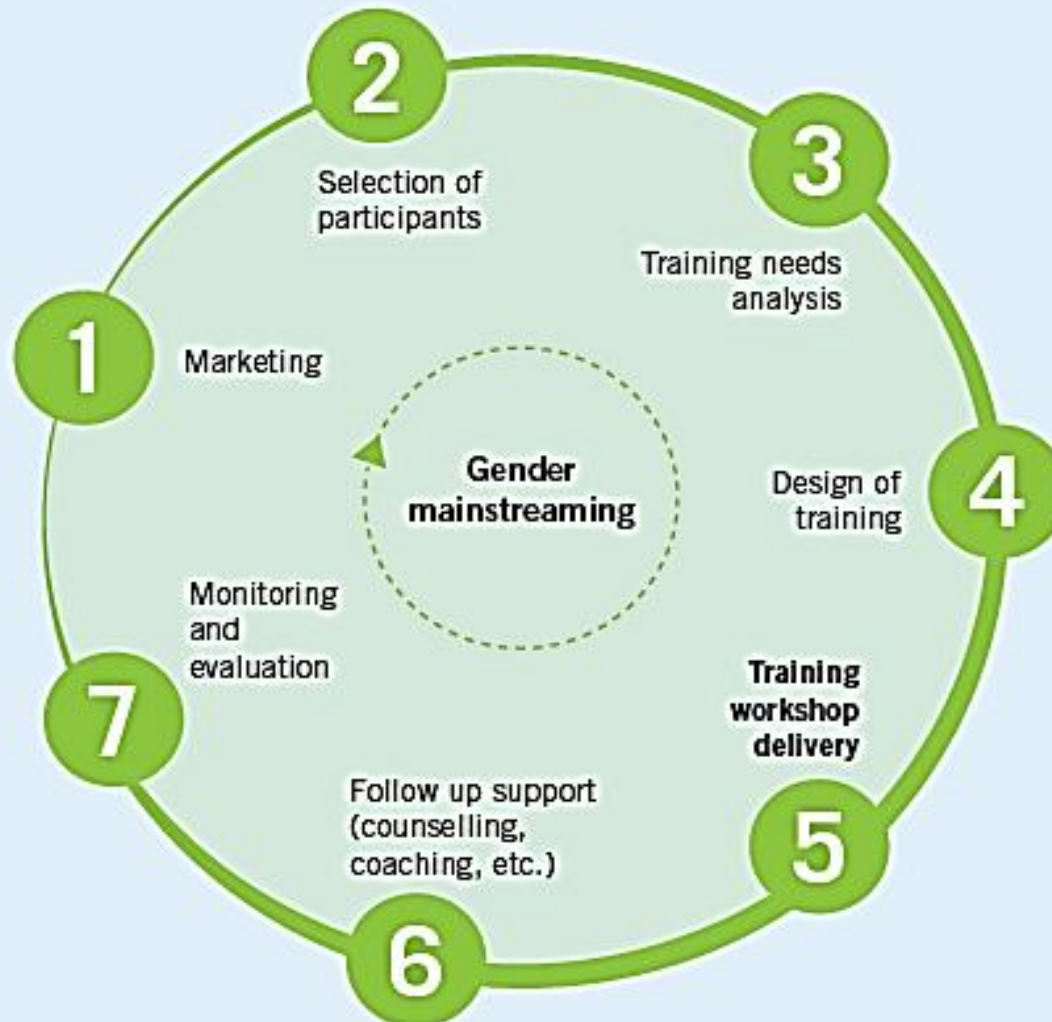 1
Marketing
2
Selection of
participants
3
Training needs
analysis
4
Design of
training
5
Training
workshop
delivery
6
Follow up support
(counselling,
coaching, etc.)
7
Monitoring
and
evaluation
Gender
mainstreaming